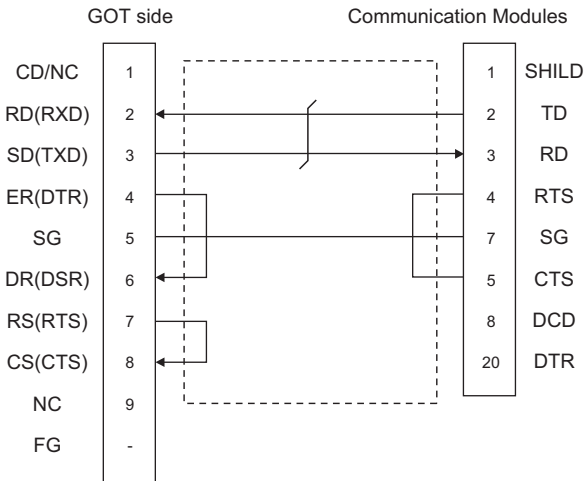 GOT side Communication Modules
CD/NC 1 1 SHILD
RD(RXD) 2 2 TD
SD(TXD) 3 3 RD
ER(DTR) 4 4 RTS
SG 5 7 SG
DR(DSR) 6 5 CTS
RS(RTS) 7 8 DCD
CS(CTS) 8 20 DTR
NC 9
FG -